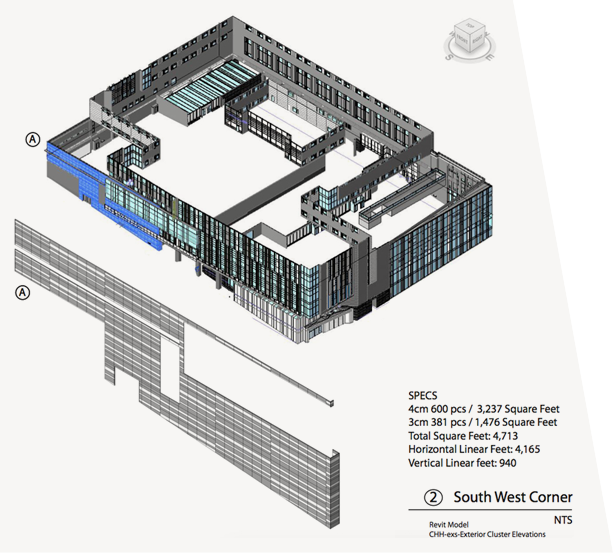 S
E
A
A
SPECS
4cm 600 pcs / 3,237 Square Feet
3cm 381 pcs / 1,476 Square Feet
Total Square Feet: 4,713
Horizontal Linear Feet: 4,165
Vertical Linear feet: 940
2 South West Corner
NTS
Revit Model
CHH-exs-Exterior Cluster Elevations